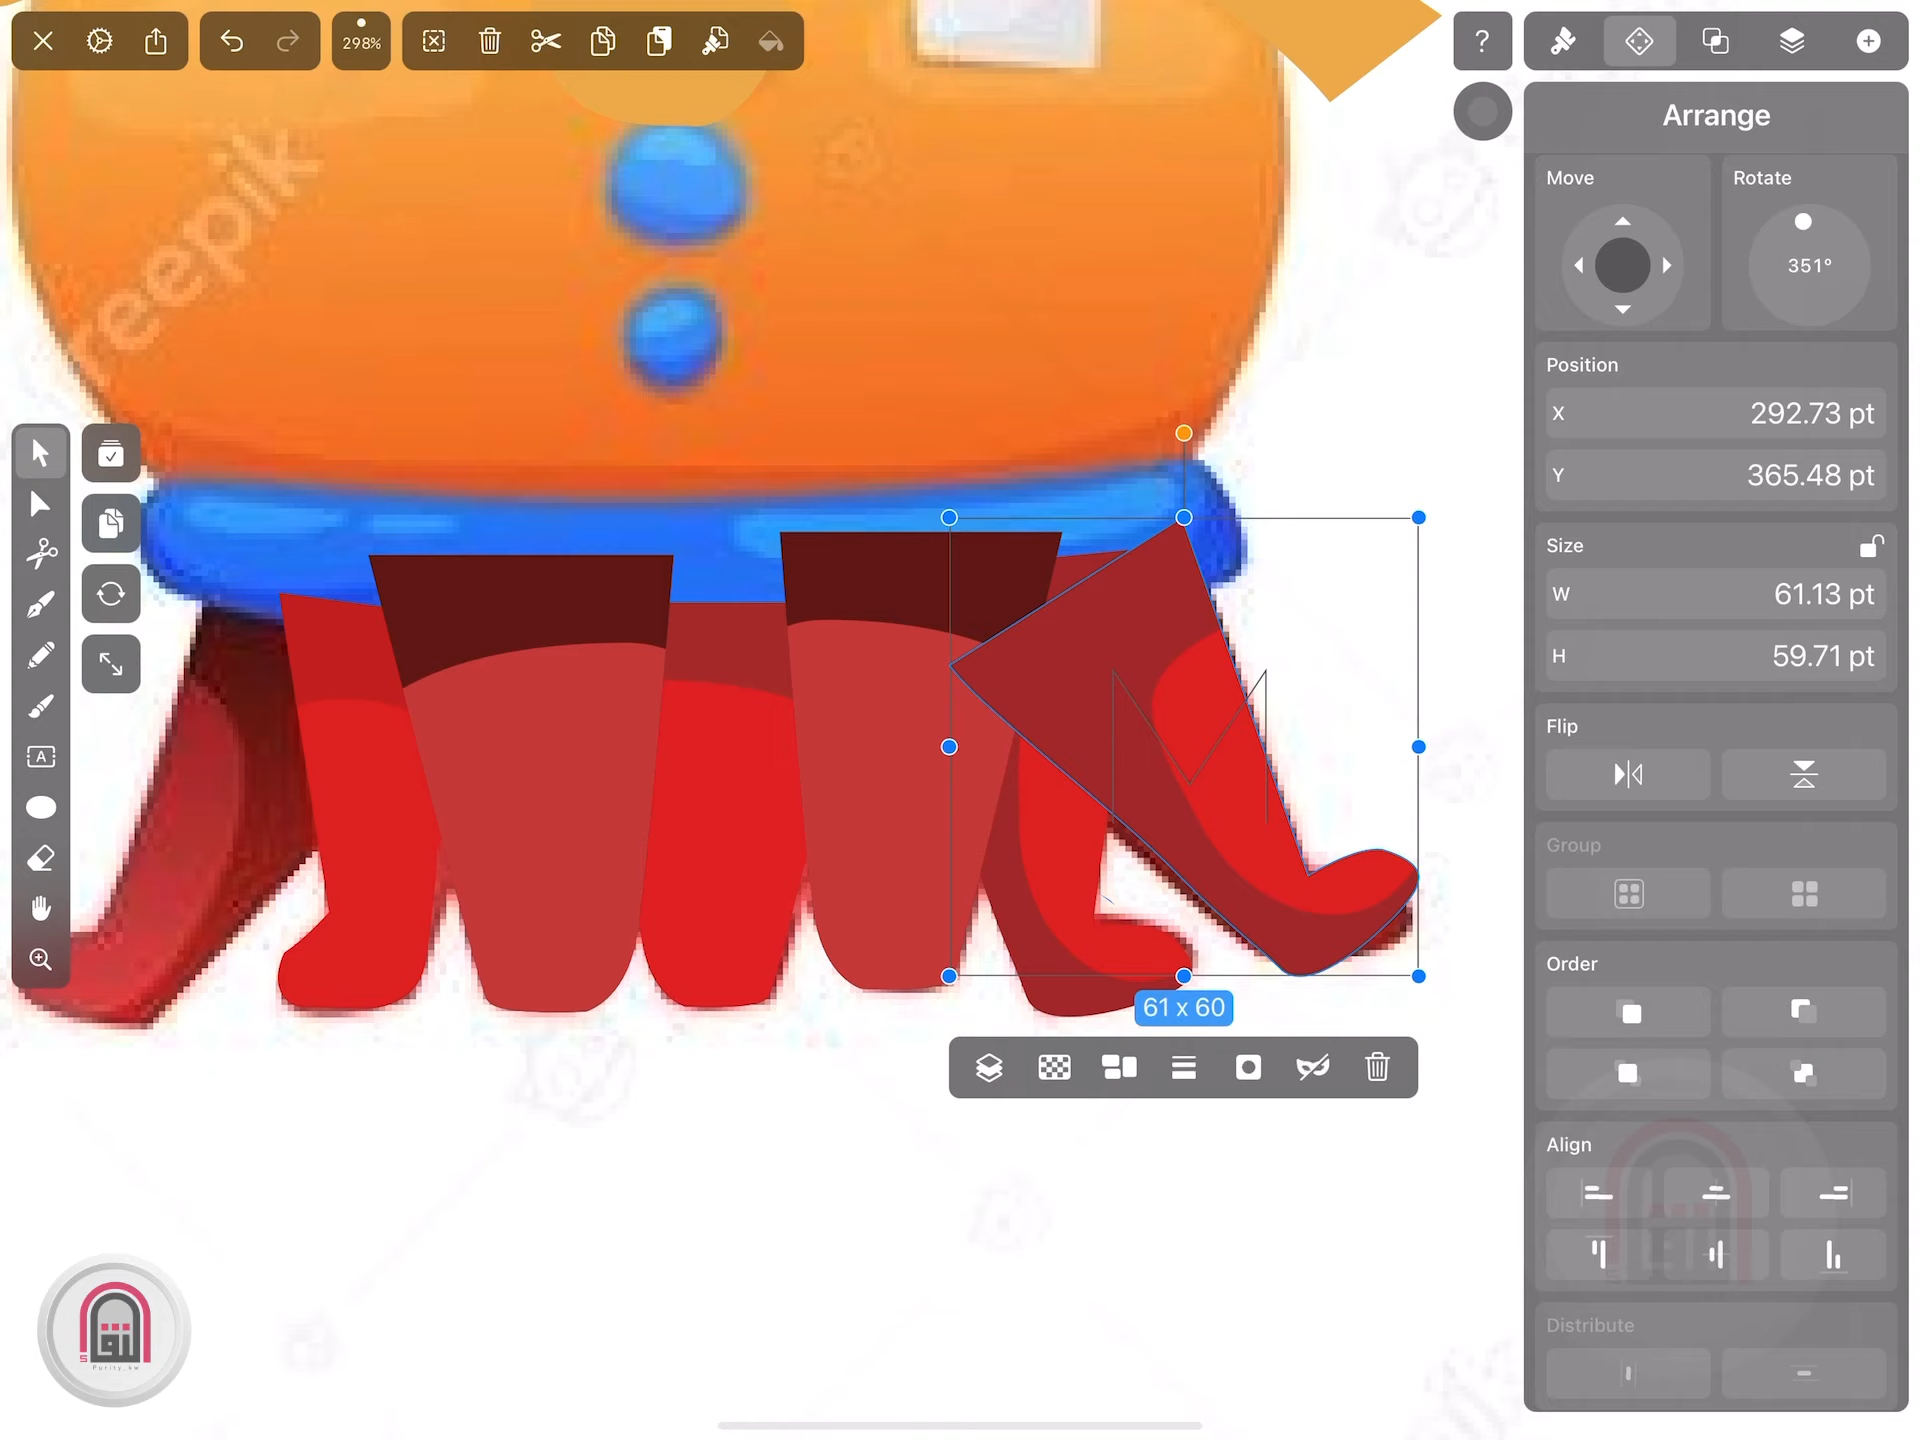 298%
?
Arrange
Move
Rotate
351°
Position
X
292.73 pt
Y
365.48 pt
Size
W
61.13 pt
H
59.71 pt
Flip
Group
Order
Align
Distribute
reepik
A
61 x 60
Purity_kw